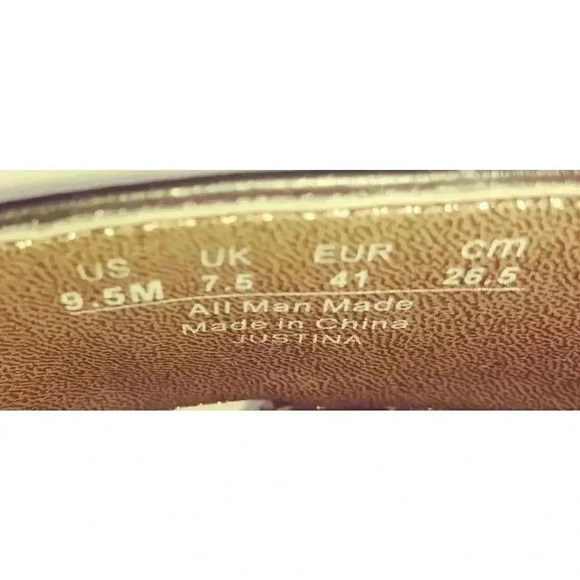 US UK EUR cm
9.5M 7.5 41 26.5
All Man Made
Made in China
JUSTINA